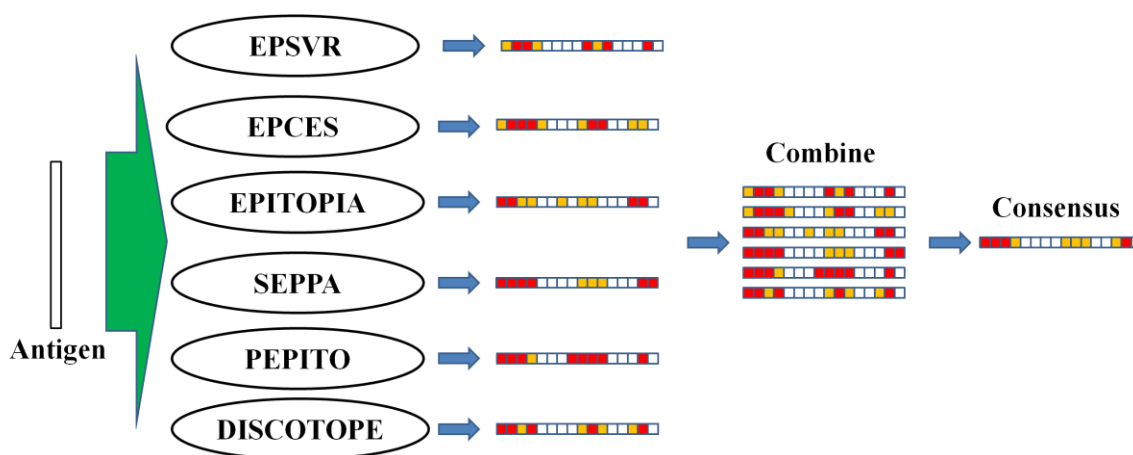 EPSVR
EPCES
EPITOPIA
SEPPA
PEPITO
DISCOTOPE
Antigen
Combine
Consensus